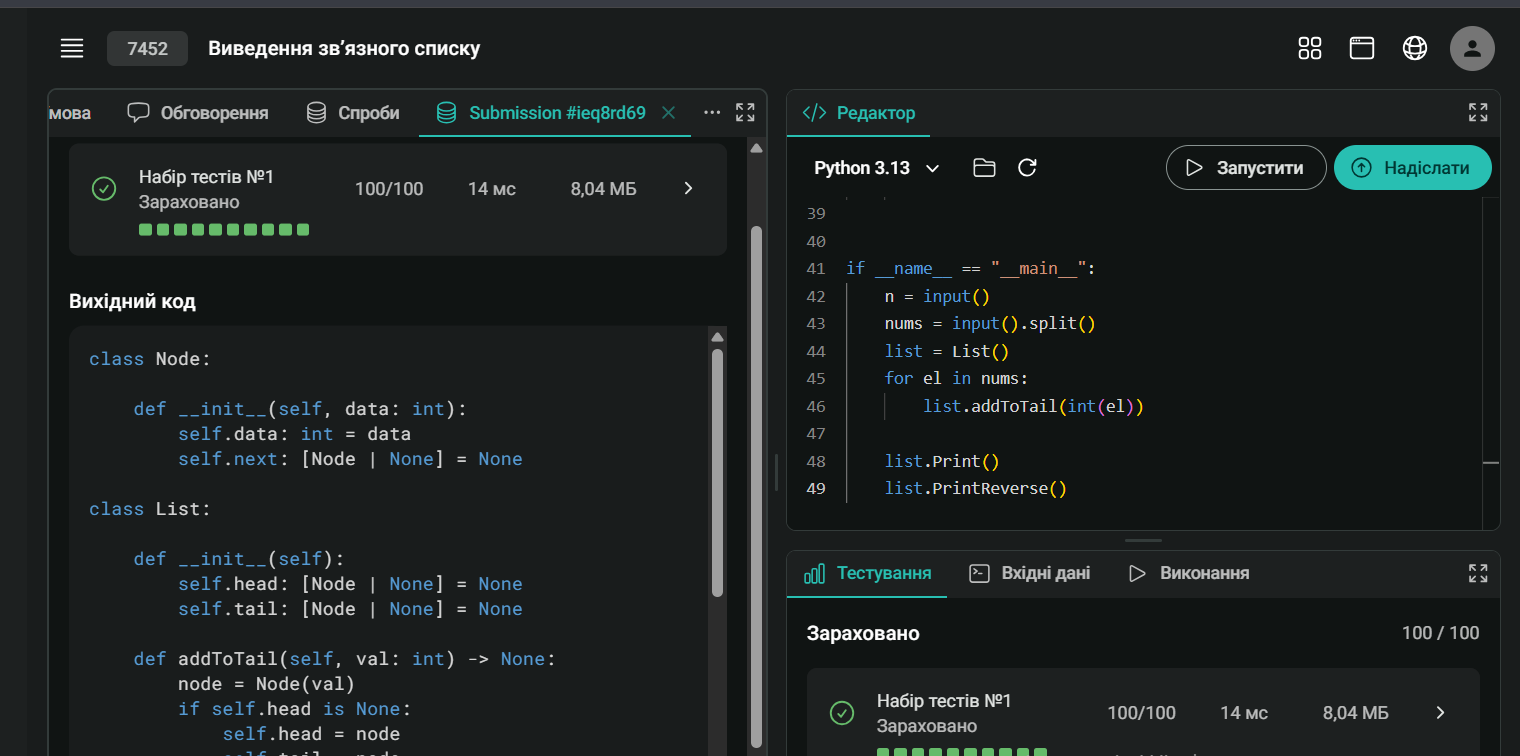 7452 Виведення зв’язного списку
мова Обговорення Спроби Submission #ieq8rd69
Набір тестів №1
Зараховано
100/100 14 мс 8,04 МБ
Вихідний код
class Node:
    def __init__(self, data: int):
        self.data: int = data
        self.next: [Node | None] = None
class List:
    def __init__(self):
        self.head: [Node | None] = None
        self.tail: [Node | None] = None
    def addToTail(self, val: int) -> None:
        node = Node(val)
        if self.head is None:
            self.head = node
            self.tail = node
</> Редактор
Python 3.13 Запустити Надіслати
39
40
41 if __name__ == "__main__":
42     n = input()
43     nums = input().split()
44     list = List()
45     for el in nums:
46         list.addToTail(int(el))
47
48     list.Print()
49     list.PrintReverse()
Тестування Вхідні дані Виконання
Зараховано 100 / 100
Набір тестів №1
Зараховано
100/100 14 мс 8,04 МБ